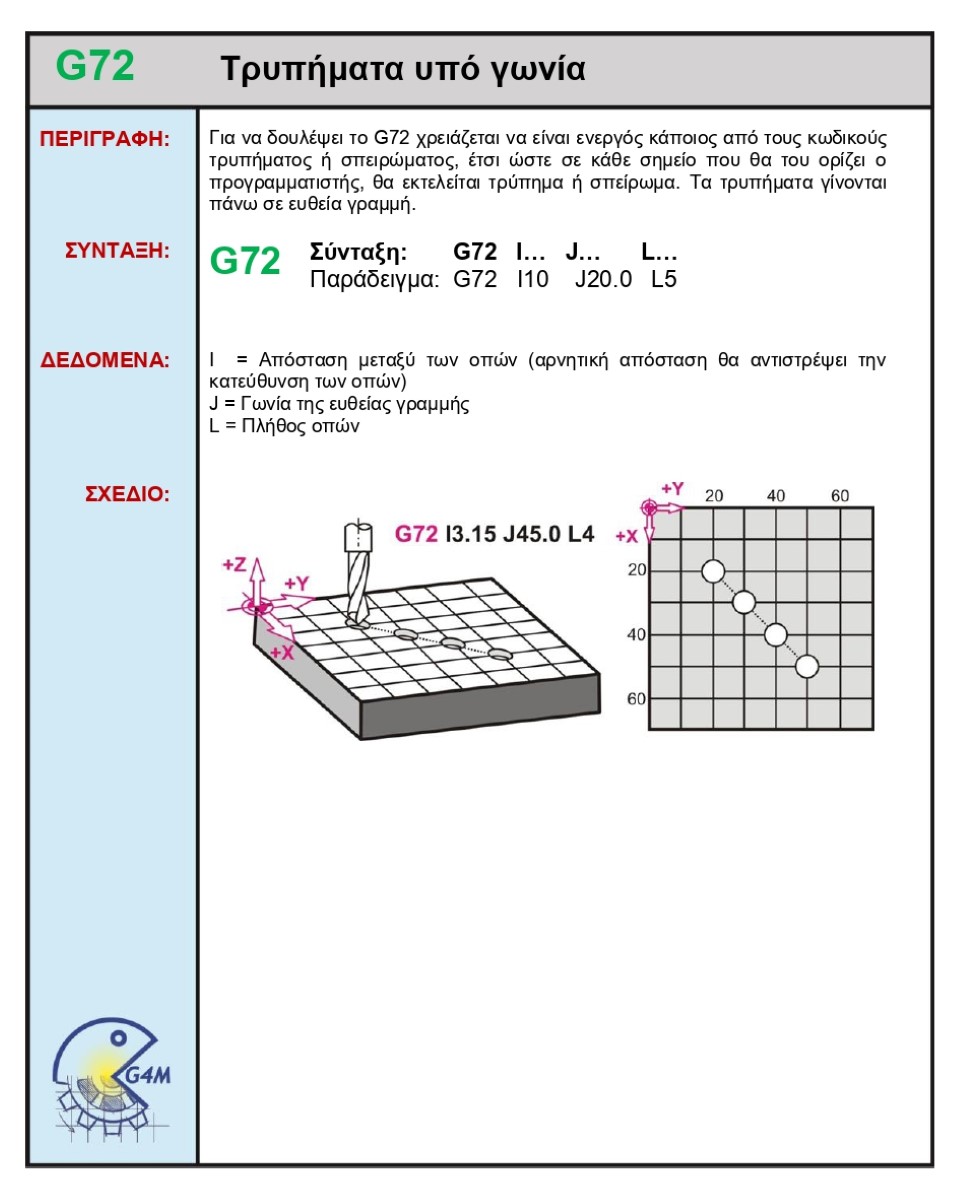 G72 Τρυπήματα υπό γωνία
ΠΕΡΙΓΡΑΦΗ:
Για να δουλέψει το G72 χρειάζεται να είναι ενεργός κάποιος από τους κωδικούς
τρυπήματος ή σπειρώματος, έτσι ώστε σε κάθε σημείο που θα του ορίζει ο
προγραμματιστής, θα εκτελείται τρύπημα ή σπείρωμα. Τα τρυπήματα γίνονται
πάνω σε ευθεία γραμμή.
ΣΥΝΤΑΞΗ:
G72
Σύνταξη: G72 I… J… L…
Παράδειγμα: G72 I10 J20.0 L5
ΔΕΔΟΜΕΝΑ:
I = Απόσταση μεταξύ των οπών (αρνητική απόσταση θα αντιστρέψει την
κατεύθυνση των οπών)
J = Γωνία της ευθείας γραμμής
L = Πλήθος οπών
ΣΧΕΔΙΟ:
G72 I3.15 J45.0 L4
+Z
+Y
+X
+Y
20 40 60
+X
20
40
60
G4M